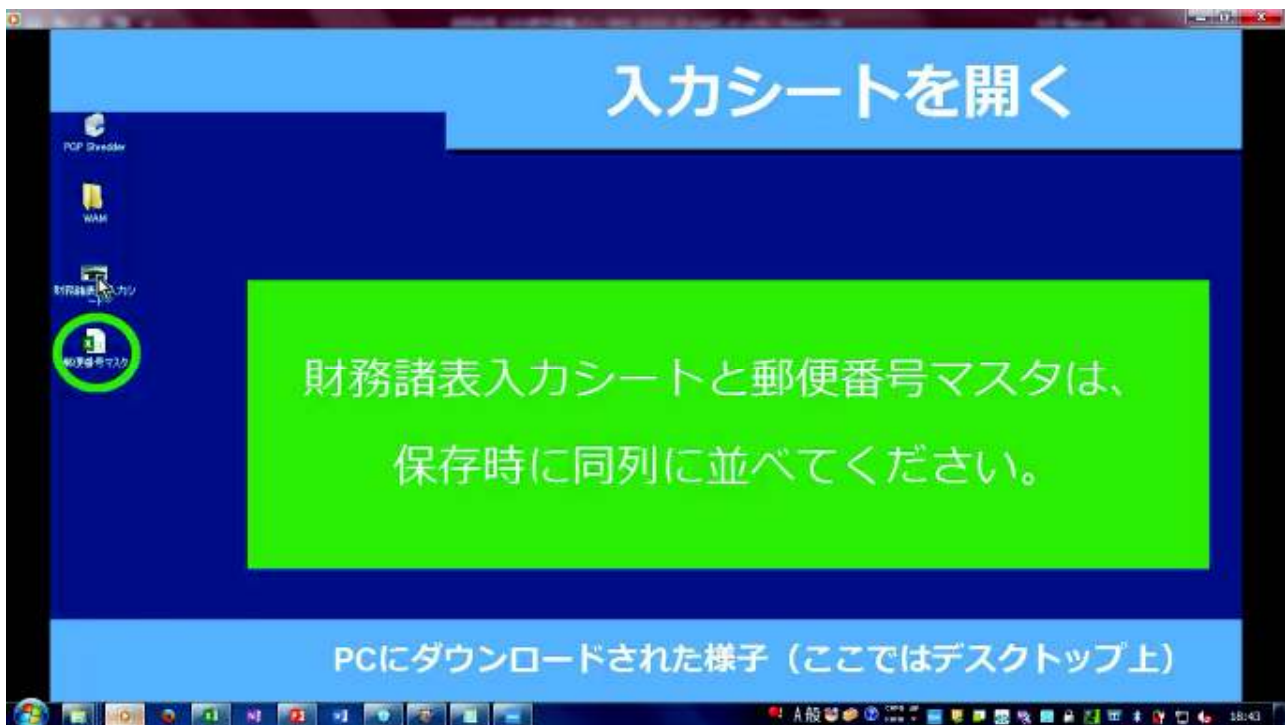 入力シートを開く
PGP Shredder
WAM
財務諸表入力シ
ート
郵便番号マスタ
財務諸表入力シートと郵便番号マスタは、
保存時に同列に並べてください。
PCにダウンロードされた様子（ここではデスクトップ上）
A 般
18:43